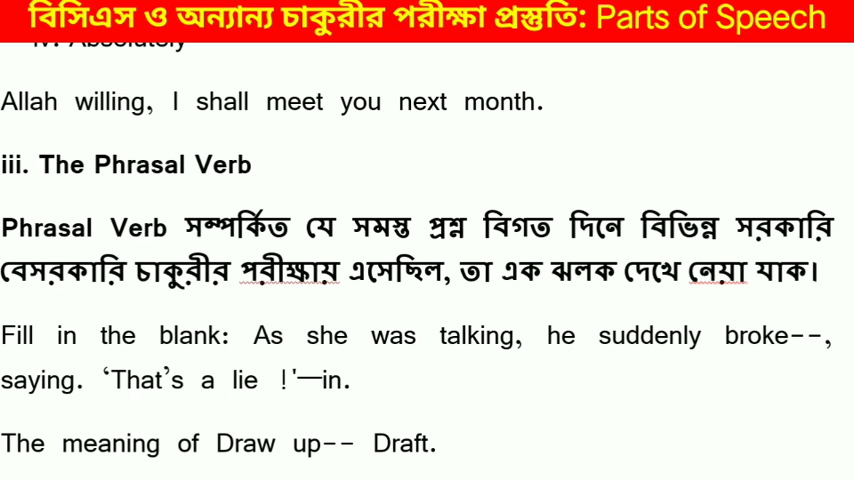 বিসিএস ও অন্যান্য চাকুরীর পরীক্ষা প্রস্তুতি: Parts of Speech
iv. Absolutely
Allah willing, I shall meet you next month.
iii. The Phrasal Verb
Phrasal Verb সম্পর্কিত যে সমস্ত প্রশ্ন বিগত দিনে বিভিন্ন সরকারি
বেসরকারি চাকুরীর পরীক্ষায় এসেছিল, তা এক ঝলক দেখে নেয়া যাক।
Fill in the blank: As she was talking, he suddenly broke--,
saying. ‘That’s a lie !'—in.
The meaning of Draw up-- Draft.